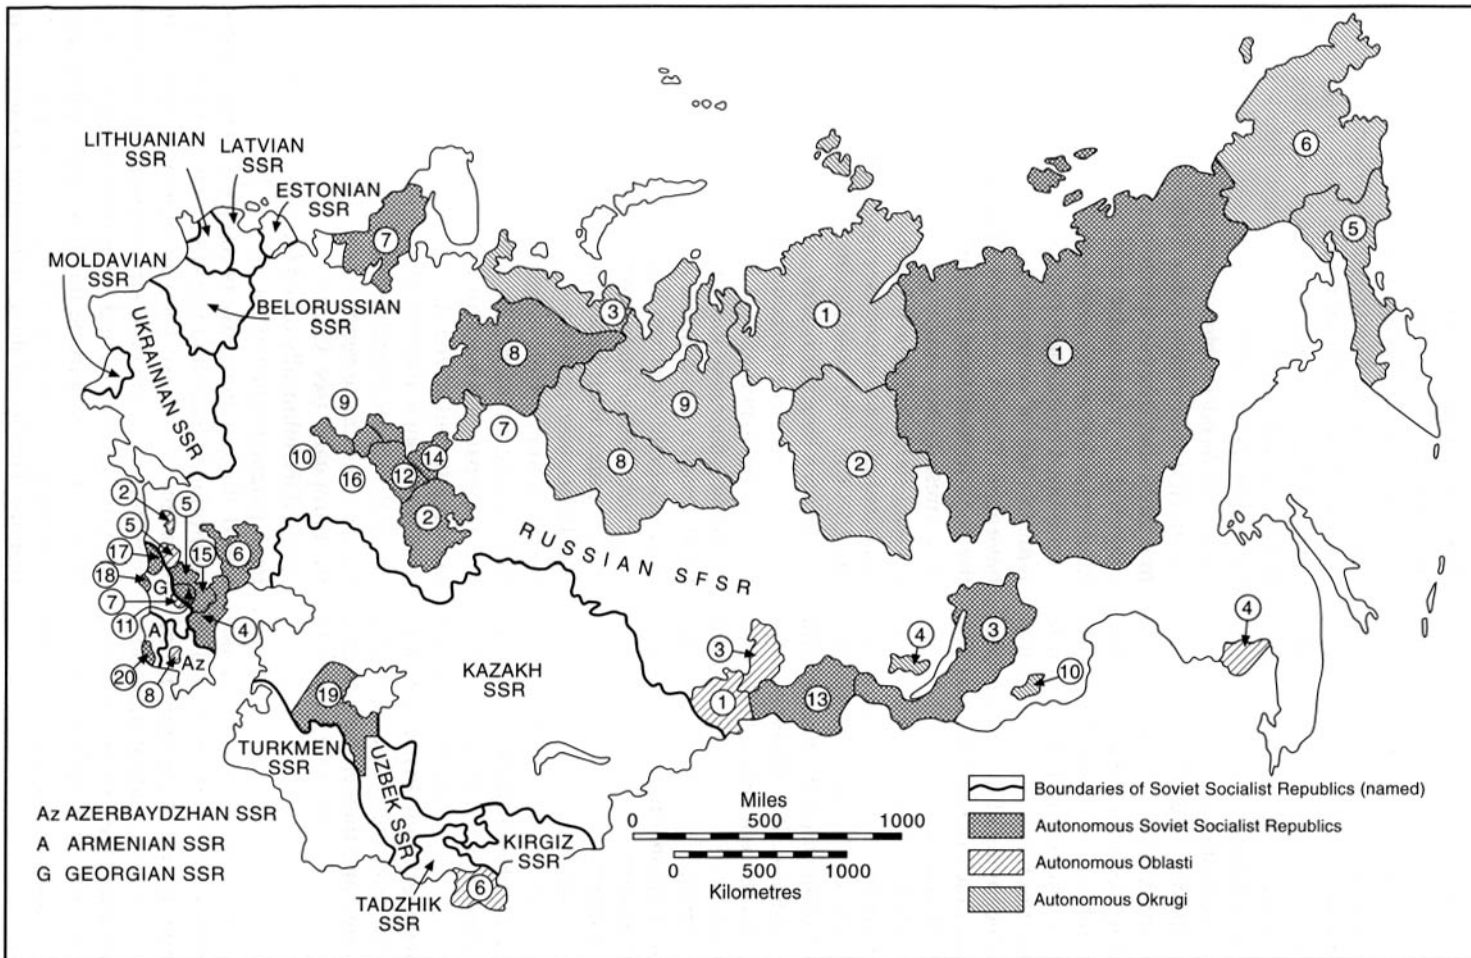 LITHUANIAN
SSR
LATVIAN
SSR
ESTONIAN
SSR
MOLDAVIAN
SSR
BELORUSSIAN
SSR
UKRAINIAN SSR
6
7
5
3
1
1
8
9
9
7
10
14
8
2
16
12
2
2
5
5
RUSSIAN SFSR
17
15
6
18
G
7
11
4
4
4
3
3
A
Az
20
8
10
KAZAKH
SSR
19
1
13
TURKMEN
SSR
UZBEK SSR
KIRGIZ
SSR
TADZHIK
SSR
6
Az AZERBAYDZHAN SSR
A ARMENIAN SSR
G GEORGIAN SSR
Miles
0 500 1000
0 500 1000
Kilometres
Boundaries of Soviet Socialist Republics (named)
Autonomous Soviet Socialist Republics
Autonomous Oblasti
Autonomous Okrugi